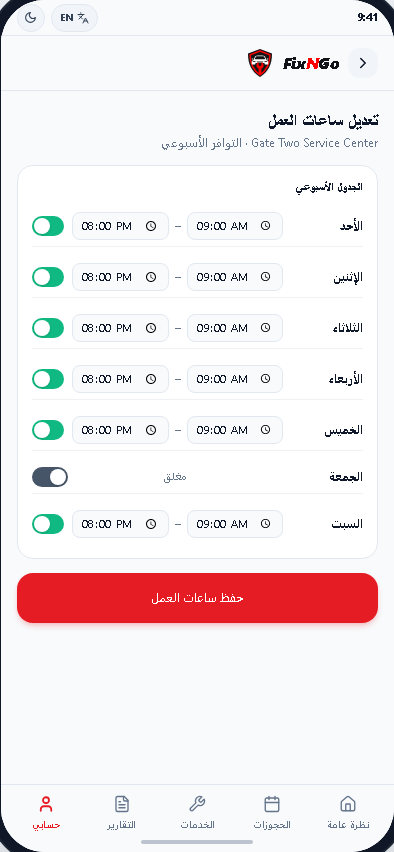 9:41
EN
FixNGo
تعديل ساعات العمل
Gate Two Service Center · التوافر الأسبوعي
الجدول الأسبوعي
الأحد 09:00 AM – 08:00 PM
الإثنين 09:00 AM – 08:00 PM
الثلاثاء 09:00 AM – 08:00 PM
الأربعاء 09:00 AM – 08:00 PM
الخميس 09:00 AM – 08:00 PM
الجمعة مغلق
السبت 09:00 AM – 08:00 PM
حفظ ساعات العمل
نظرة عامة
الحجوزات
الخدمات
التقارير
حسابي